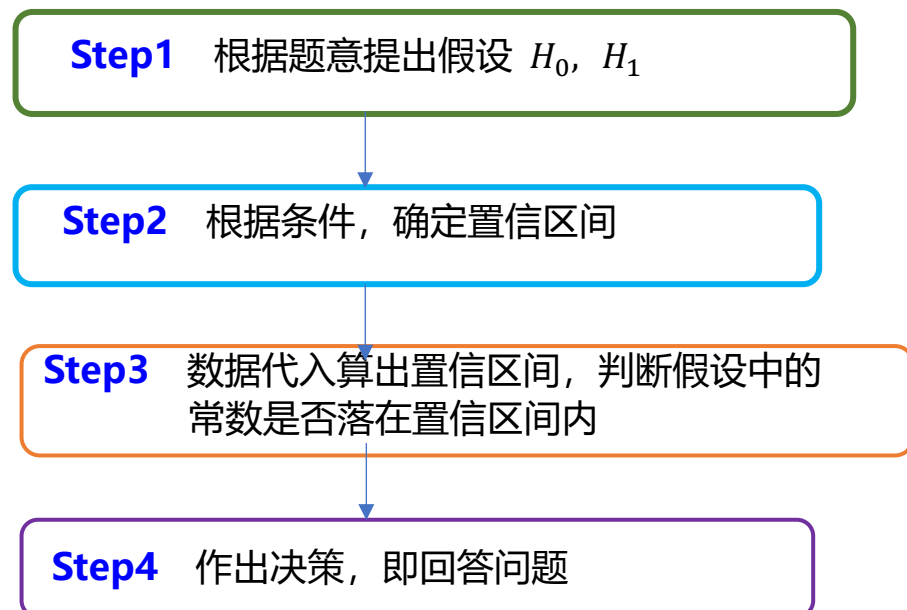 Step1 根据题意提出假设 H₀, H₁
Step2 根据条件，确定置信区间
Step3 数据代入算出置信区间，判断假设中的
常数是否落在置信区间内
Step4 作出决策，即回答问题